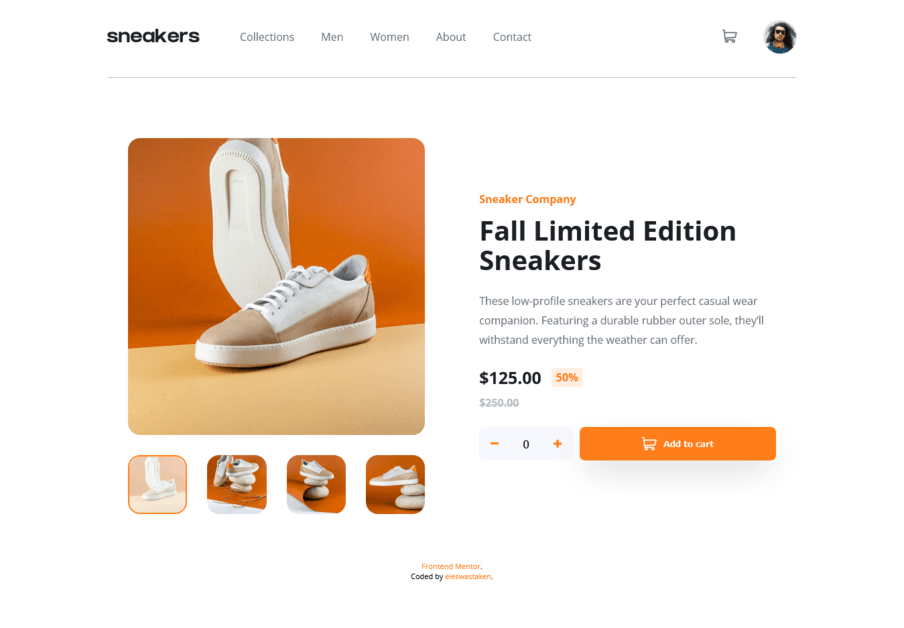 sneakers
Collections Men Women About Contact
Sneaker Company
Fall Limited Edition
Sneakers
These low-profile sneakers are your perfect casual wear
companion. Featuring a durable rubber outer sole, they'll
withstand everything the weather can offer.
$125.00 50%
$250.00
0
Add to cart
Frontend Mentor.
Coded by eieswastaken.